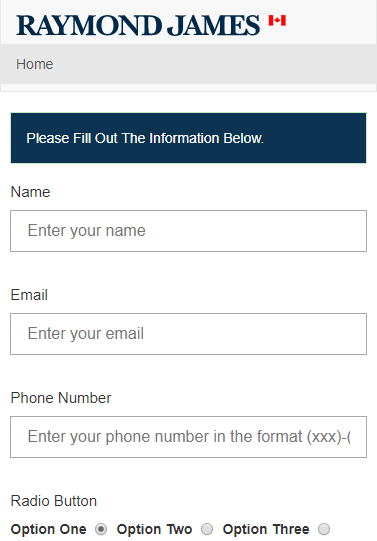 RAYMOND JAMES
Home
Please Fill Out The Information Below.
Name
Enter your name
Email
Enter your email
Phone Number
Enter your phone number in the format (xxx)-(
Radio Button
Option One Option Two Option Three